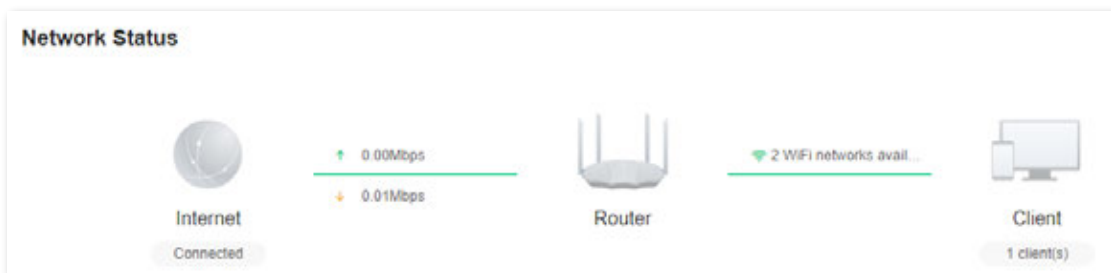 Network Status
0.00Mbps
2 WiFi networks avail...
0.01Mbps
Internet
Router
Client
Connected
1 client(s)